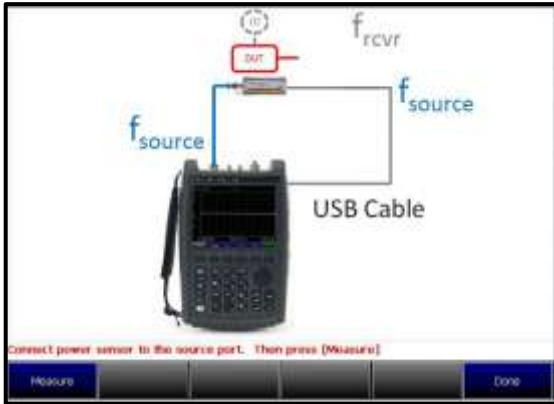 f_rcvr
DUT
f_source
f_source
USB Cable
Connect power sensor to the source port. Then press [Measure]
Measure
Done